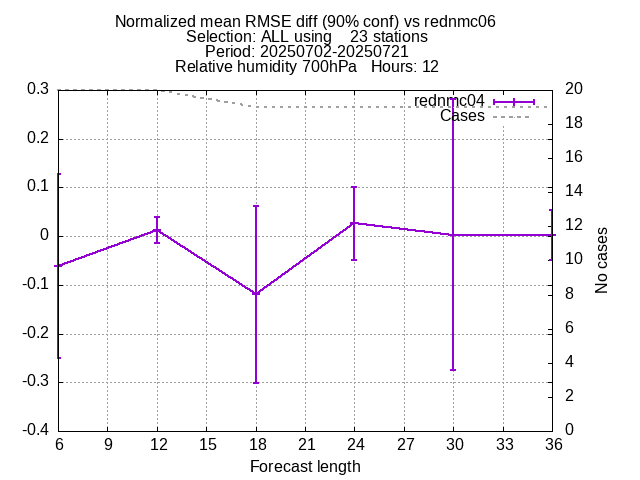 Normalized mean RMSE diff (90% conf) vs rednmc06
Selection: ALL using    23 stations
Period: 20250702-20250721
Relative humidity 700hPa   Hours: 12
0.3
0.2
0.1
0
-0.1
-0.2
-0.3
-0.4
20
18
16
14
12
10
8
6
4
2
0
rednmc04
Cases
No cases
6 9 12 15 18 21 24 27 30 33 36
Forecast length